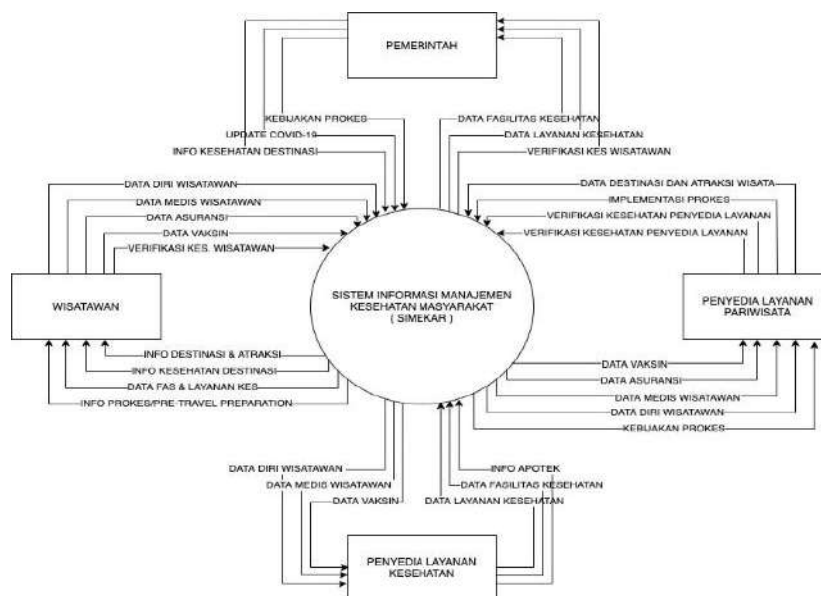 PEMERINTAH
KEBIJAKAN PROKES
UPDATE COVID-19
INFO KESEHATAN DESTINASI
DATA FASILITAS KESEHATAN
DATA LAYANAN KESEHATAN
VERIFIKASI KES WISATAWAN
DATA DIRI WISATAWAN
DATA MEDIS WISATAWAN
DATA ASURANSI
DATA VAKSIN
VERIFIKASI KES. WISATAWAN
DATA DESTINASI DAN ATRAKSI WISATA
IMPLEMENTASI PROKES
VERIFIKASI KESEHATAN PENYEDIA LAYANAN
VERIFIKASI KESEHATAN PENYEDIA LAYANAN
WISATAWAN
SISTEM INFORMASI MANAJEMEN
KESEHATAN MASYARAKAT
( SIMEKAR )
PENYEDIA LAYANAN
PARIWISATA
INFO DESTINASI & ATRAKSI
INFO KESEHATAN DESTINASI
DATA FAS & LAYANAN KES
INFO PROKES/PRE-TRAVEL PREPARATION
DATA VAKSIN
DATA ASURANSI
DATA MEDIS WISATAWAN
DATA DIRI WISATAWAN
KEBIJAKAN PROKES
DATA DIRI WISATAWAN
DATA MEDIS WISATAWAN
DATA VAKSIN
INFO APOTEK
DATA FASILITAS KESEHATAN
DATA LAYANAN KESEHATAN
PENYEDIA LAYANAN
KESEHATAN